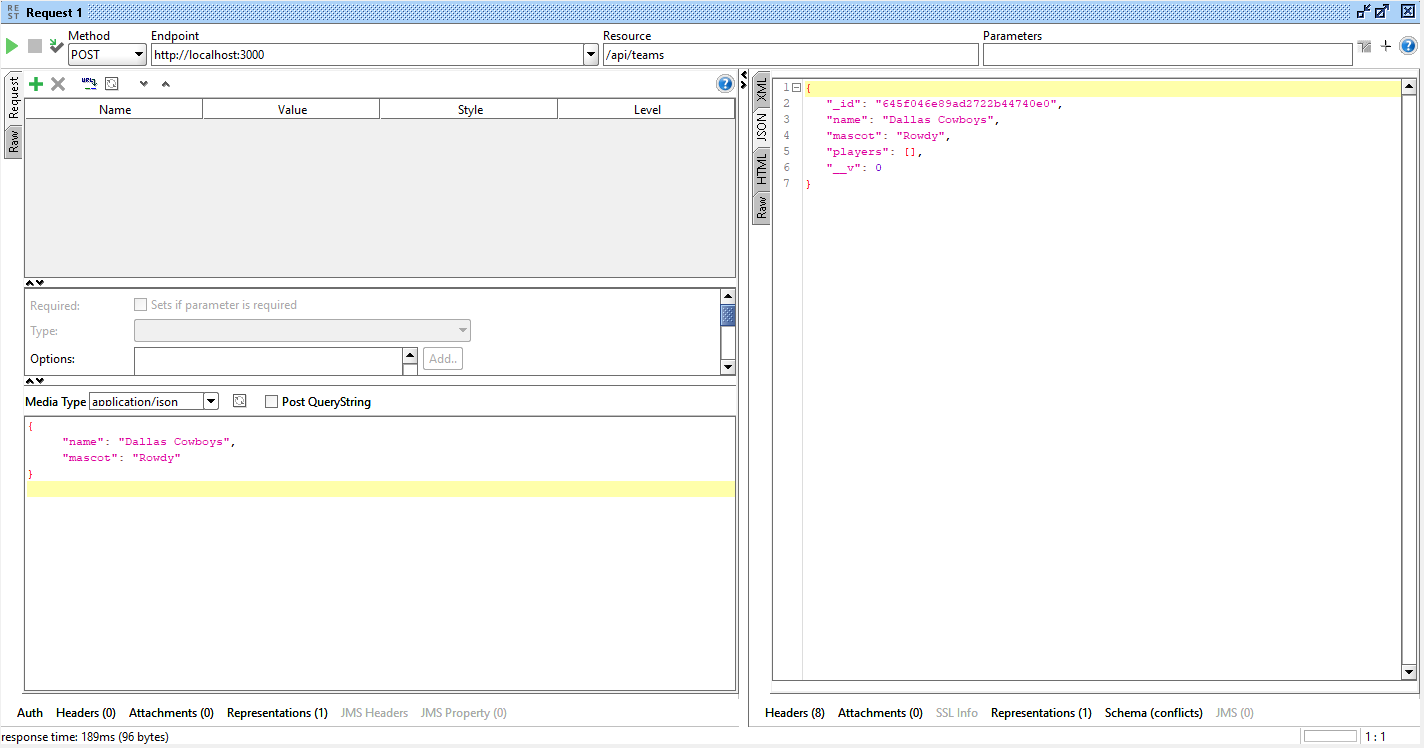 RE
ST
Request 1
Method
Endpoint
Resource
Parameters
POST
http://localhost:3000
/api/teams
Request
Raw
Name Value Style Level
Required:
Sets if parameter is required
Type:
Options:
Add..
Media Type
application/json
Post QueryString
{
"name": "Dallas Cowboys",
"mascot": "Rowdy"
}
Auth Headers (0) Attachments (0) Representations (1) JMS Headers JMS Property (0)
XML
JSON
HTML
Raw
1 {
2 "_id": "645f046e89ad2722b44740e0",
3 "name": "Dallas Cowboys",
4 "mascot": "Rowdy",
5 "players": [],
6 "__v": 0
7 }
Headers (8) Attachments (0) SSL Info Representations (1) Schema (conflicts) JMS (0)
response time: 189ms (96 bytes)
1 : 1